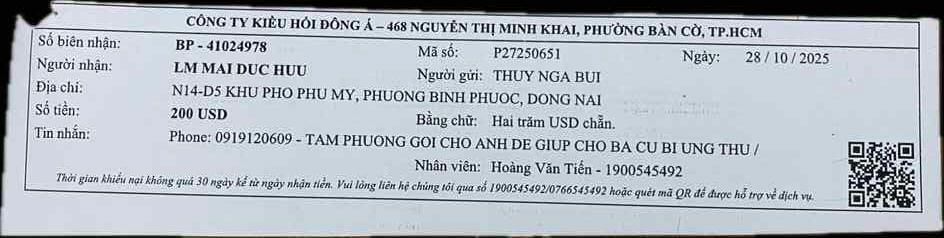 CÔNG TY KIỀU HỐI ĐÔNG Á – 468 NGUYỄN THỊ MINH KHAI, PHƯỜNG BÀN CỜ, TP.HCM
Số biên nhận: BP - 41024978 Mã số: P27250651 Ngày: 28 / 10 / 2025
Người nhận: LM MAI DUC HUU Người gửi: THUY NGA BUI
Địa chỉ: N14-D5 KHU PHO PHU MY, PHUONG BINH PHUOC, DONG NAI
Số tiền: 200 USD Bằng chữ: Hai trăm USD chẵn.
Tin nhắn: Phone: 0919120609 - TAM PHUONG GOI CHO ANH DE GIUP CHO BA CU BI UNG THU /
Nhân viên: Hoàng Văn Tiến - 1900545492
Thời gian khiếu nại không quá 30 ngày kể từ ngày nhận tiền. Vui lòng liên hệ chúng tôi qua số 1900545492/0766545492 hoặc quét mã QR để được hỗ trợ về dịch vụ.